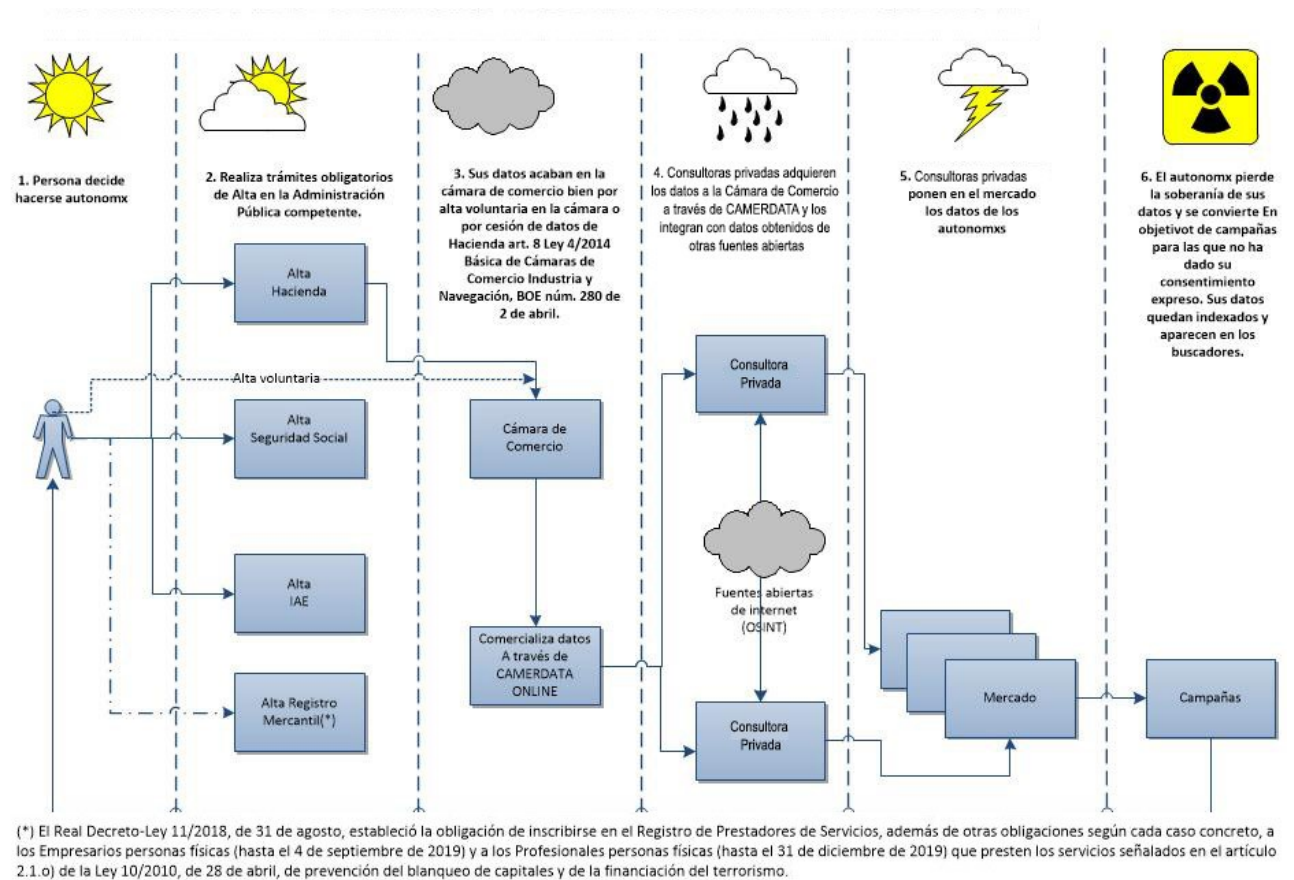 1. Persona decide
hacerse autonomx
2. Realiza trámites obligatorios
de Alta en la Administración
Pública competente.
3. Sus datos acaban en la
cámara de comercio bien por
alta voluntaria en la cámara o
por cesión de datos de
Hacienda art. 8 Ley 4/2014
Básica de Cámaras de
Comercio Industria y
Navegación, BOE núm. 280 de
2 de abril.
4. Consultoras privadas adquieren
los datos a la Cámara de Comercio
a través de CAMERDATA y los
integran con datos obtenidos de
otras fuentes abiertas
5. Consultoras privadas
ponen en el mercado
los datos de los
autonomxs
6. El autonomx pierde
la soberanía de sus
datos y se convierte En
objetivot de campañas
para las que no ha
dado su
consentimiento
expreso. Sus datos
quedan indexados y
aparecen en los
buscadores.
Alta
Hacienda
Alta voluntaria
Alta
Seguridad Social
Alta
IAE
Alta Registro
Mercantil(*)
Cámara de
Comercio
Comercializa datos
A través de
CAMERDATA
ONLINE
Consultora
Privada
Fuentes abiertas
de internet
(OSINT)
Consultora
Privada
Mercado
Campañas
(*) El Real Decreto-Ley 11/2018, de 31 de agosto, estableció la obligación de inscribirse en el Registro de Prestadores de Servicios, además de otras obligaciones según cada caso concreto, a
los Empresarios personas físicas (hasta el 4 de septiembre de 2019) y a los Profesionales personas físicas (hasta el 31 de diciembre de 2019) que presten los servicios señalados en el artículo
2.1.o) de la Ley 10/2010, de 28 de abril, de prevención del blanqueo de capitales y de la financiación del terrorismo.